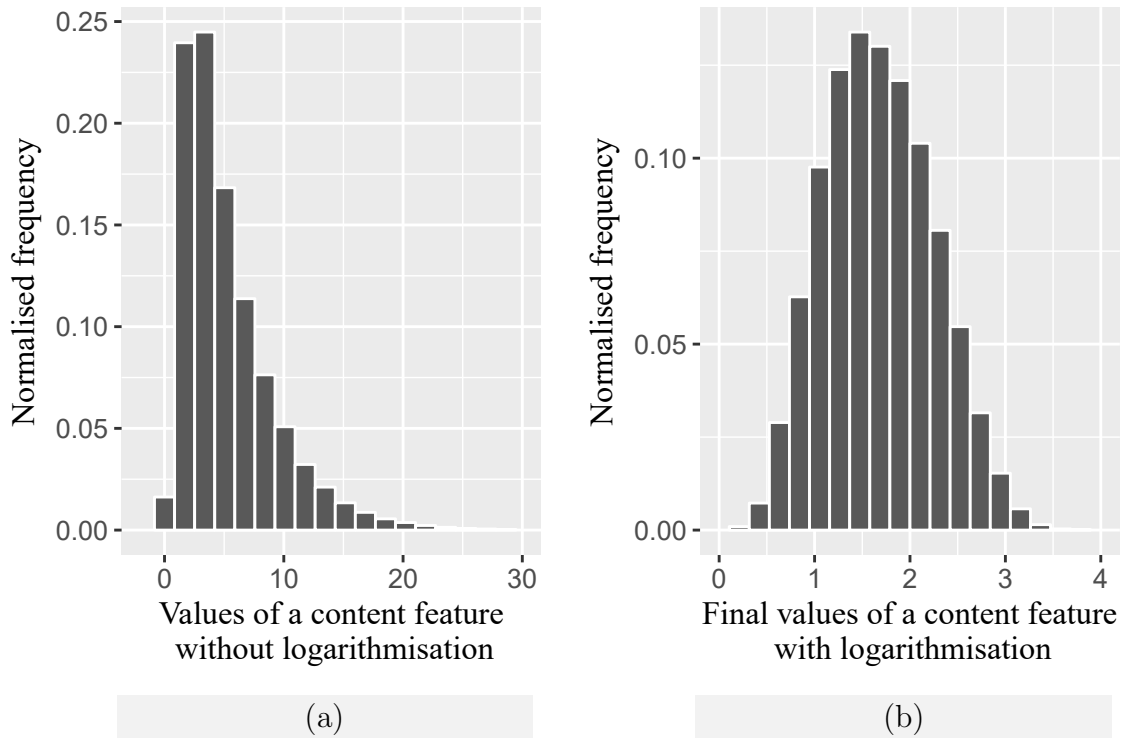 Normalised frequency
0.25
0.20
0.15
0.10
0.05
0.00
0 10 20 30
Values of a content feature
without logarithmisation
(a)
Normalised frequency
0.10
0.05
0.00
0 1 2 3 4
Final values of a content feature
with logarithmisation
(b)